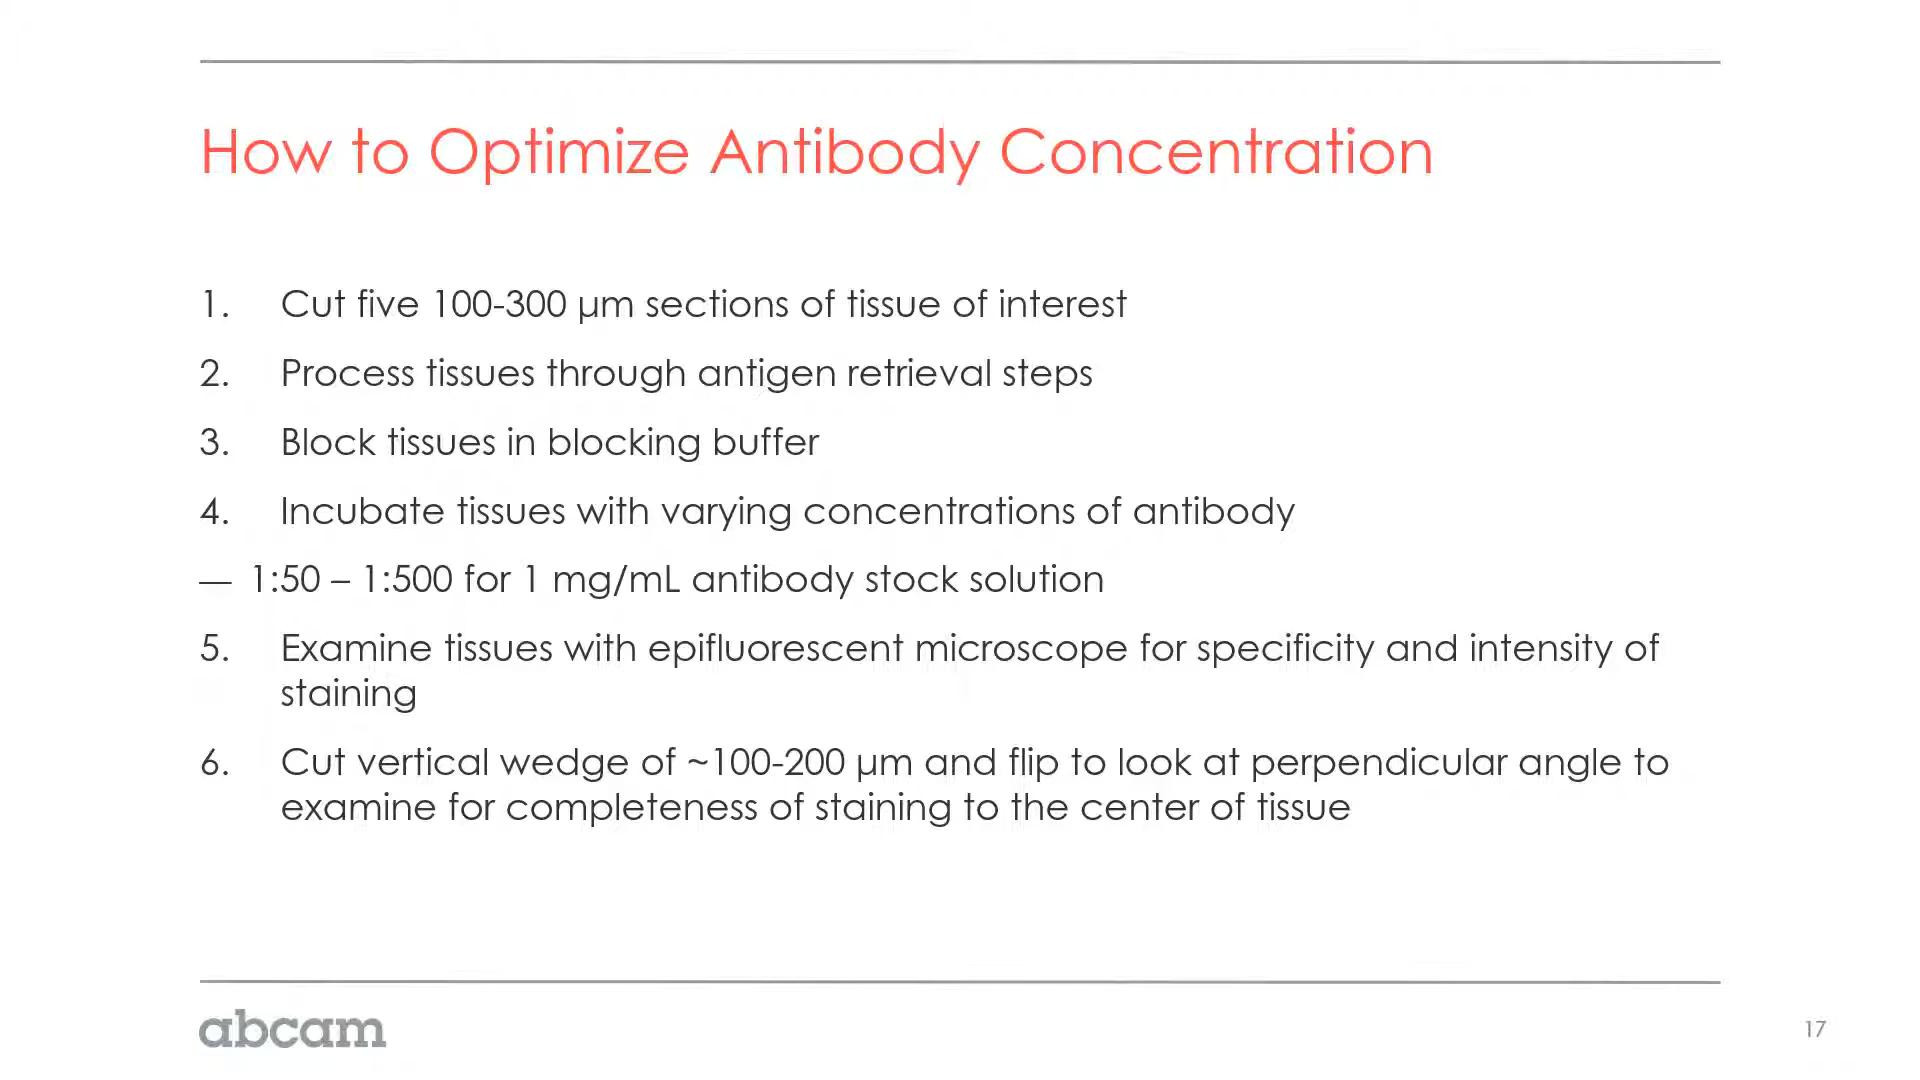 How to Optimize Antibody Concentration
1. Cut five 100-300 µm sections of tissue of interest
2. Process tissues through antigen retrieval steps
3. Block tissues in blocking buffer
4. Incubate tissues with varying concentrations of antibody
— 1:50 – 1:500 for 1 mg/mL antibody stock solution
5. Examine tissues with epifluorescent microscope for specificity and intensity of
staining
6. Cut vertical wedge of ~100-200 µm and flip to look at perpendicular angle to
examine for completeness of staining to the center of tissue
abcam
17